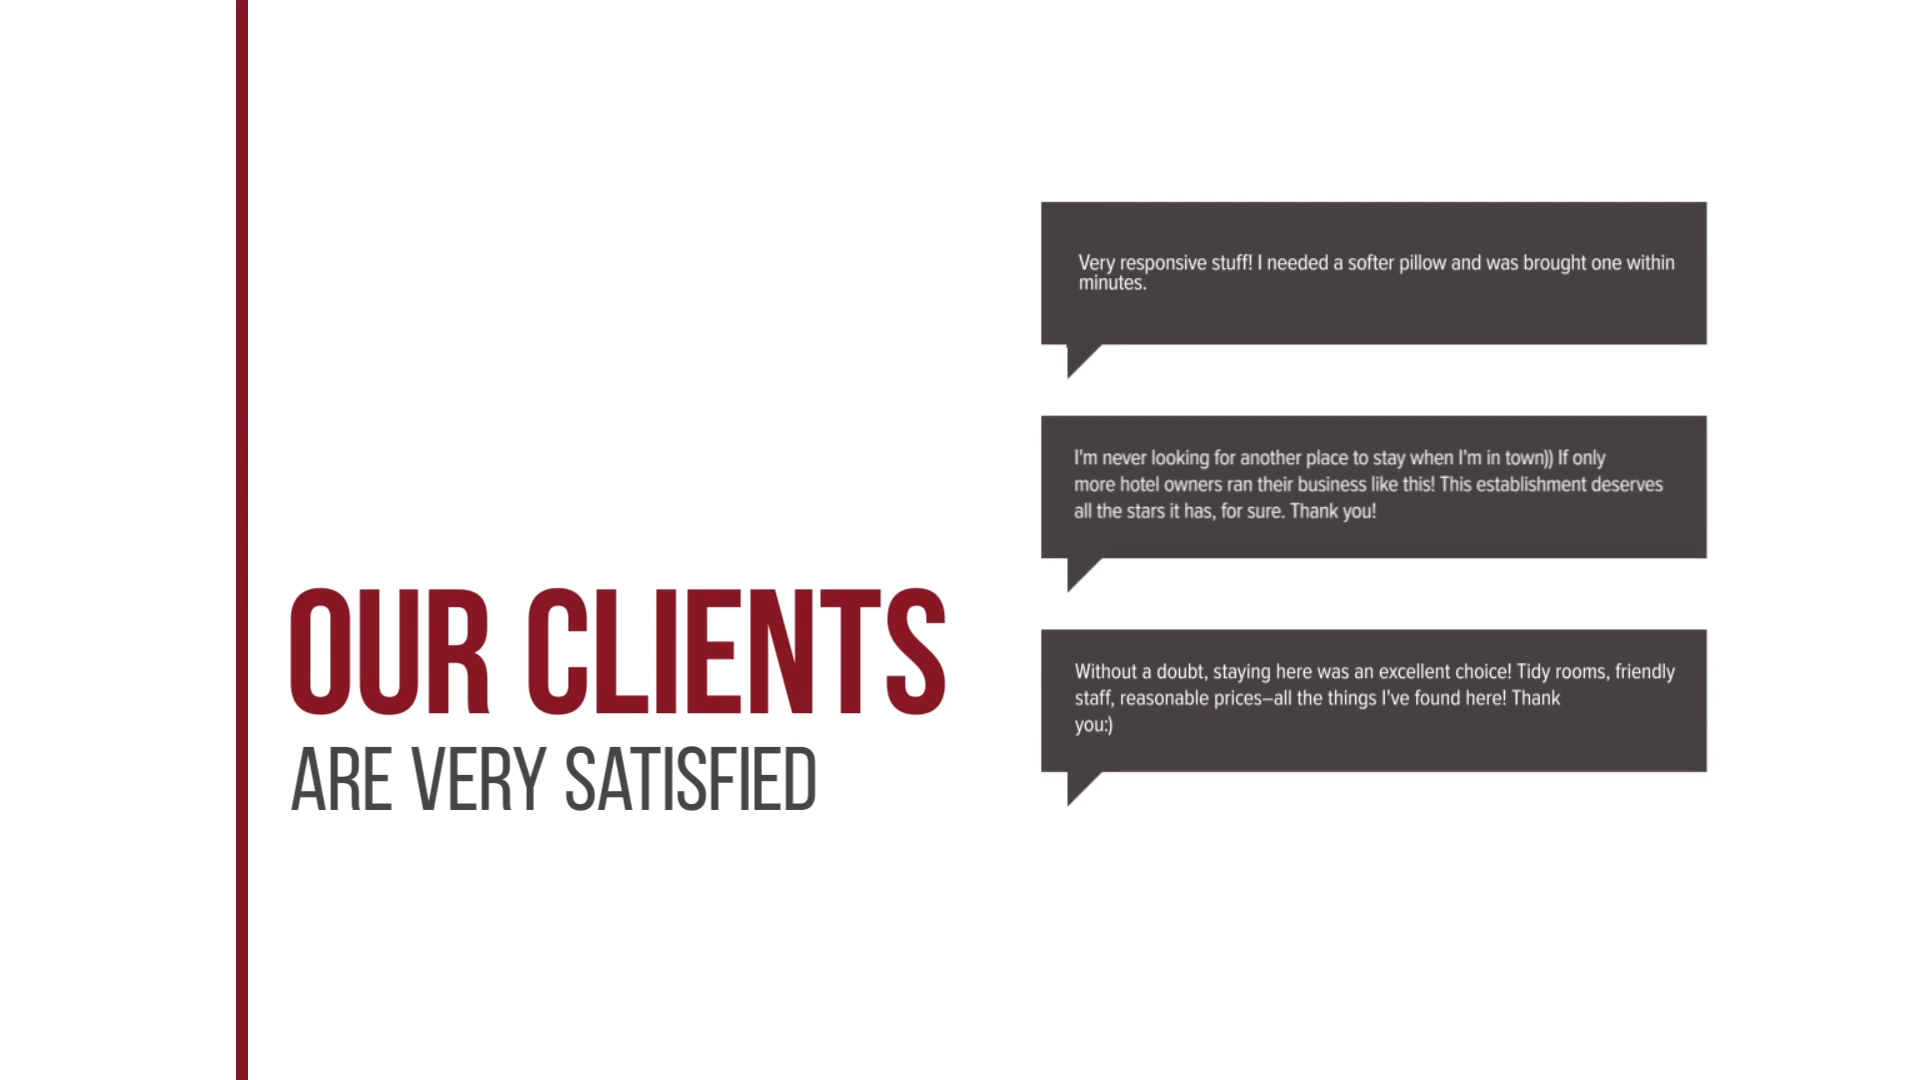 OUR CLIENTS
ARE VERY SATISFIED
Very responsive stuff! I needed a softer pillow and was brought one within
minutes.
I'm never looking for another place to stay when I'm in town)) If only
more hotel owners ran their business like this! This establishment deserves
all the stars it has, for sure. Thank you!
Without a doubt, staying here was an excellent choice! Tidy rooms, friendly
staff, reasonable prices–all the things I've found here! Thank
you:)